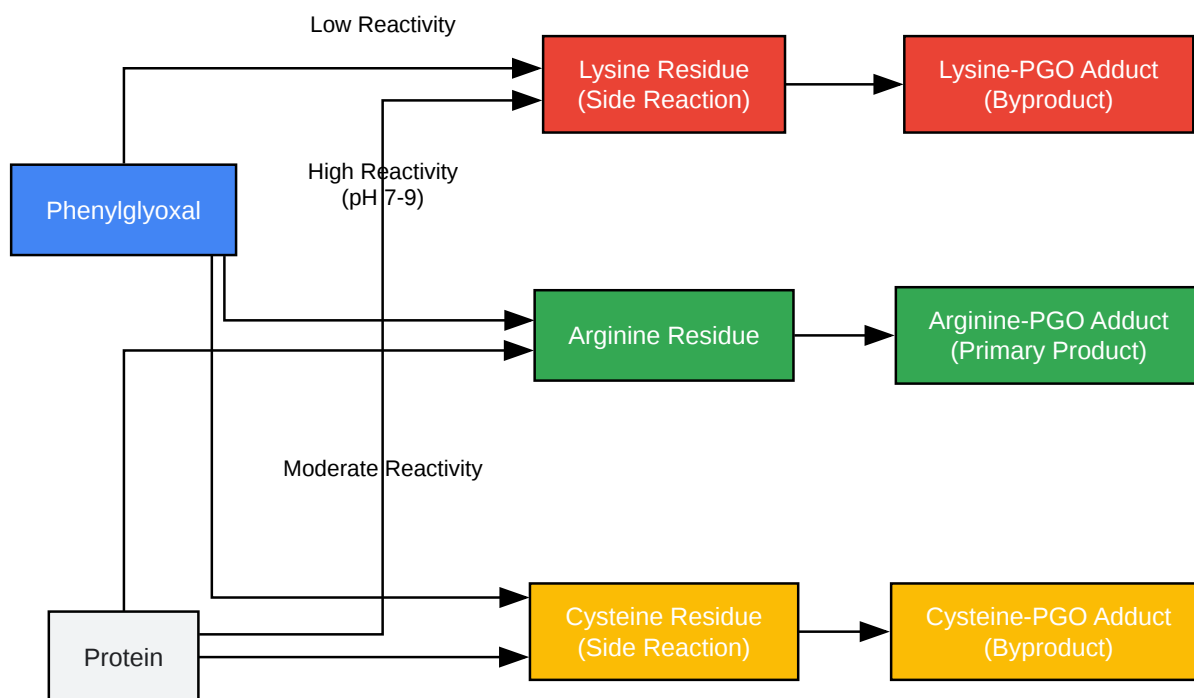 Low Reactivity
Lysine Residue
(Side Reaction)
Lysine-PGO Adduct
(Byproduct)
High Reactivity
(pH 7-9)
Phenylglyoxal
Arginine Residue
Arginine-PGO Adduct
(Primary Product)
Moderate Reactivity
Cysteine Residue
(Side Reaction)
Cysteine-PGO Adduct
(Byproduct)
Protein